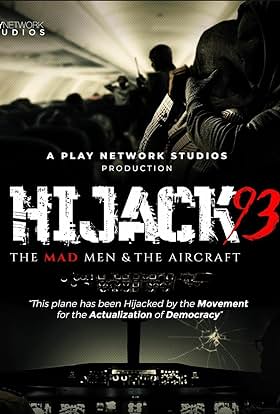 PLAY NETWORK
STUDIOS
A PLAY NETWORK STUDIOS
PRODUCTION
HIJACK '93
THE MAD MEN & THE AIRCRAFT
"This plane has been Hijacked by the Movement
for the Actualization of Democracy"